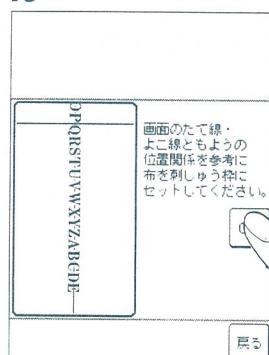 OPQRSTUVWXYZABCDE
画面のたて線・
よこ線ともようの
位置関係を参考に
布を刺しゅう枠に
セットしてください。
戻る